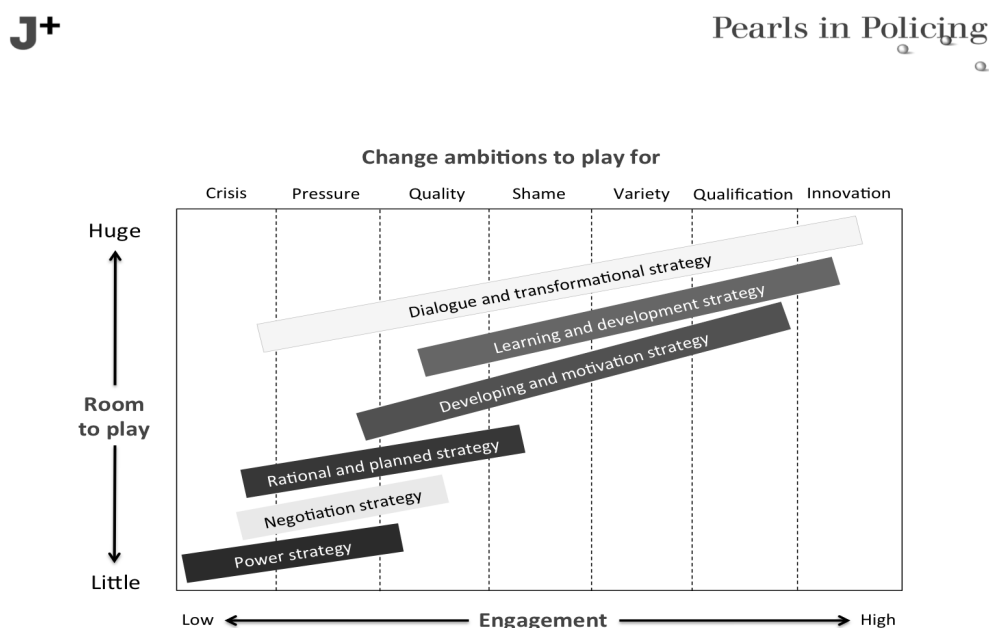 J+
Pearls in Policing
Change ambitions to play for
Crisis Pressure Quality Shame Variety Qualification Innovation
Huge
Dialogue and transformational strategy
Learning and development strategy
Developing and motivation strategy
Room
to play
Rational and planned strategy
Negotiation strategy
Power strategy
Little
Low Engagement High